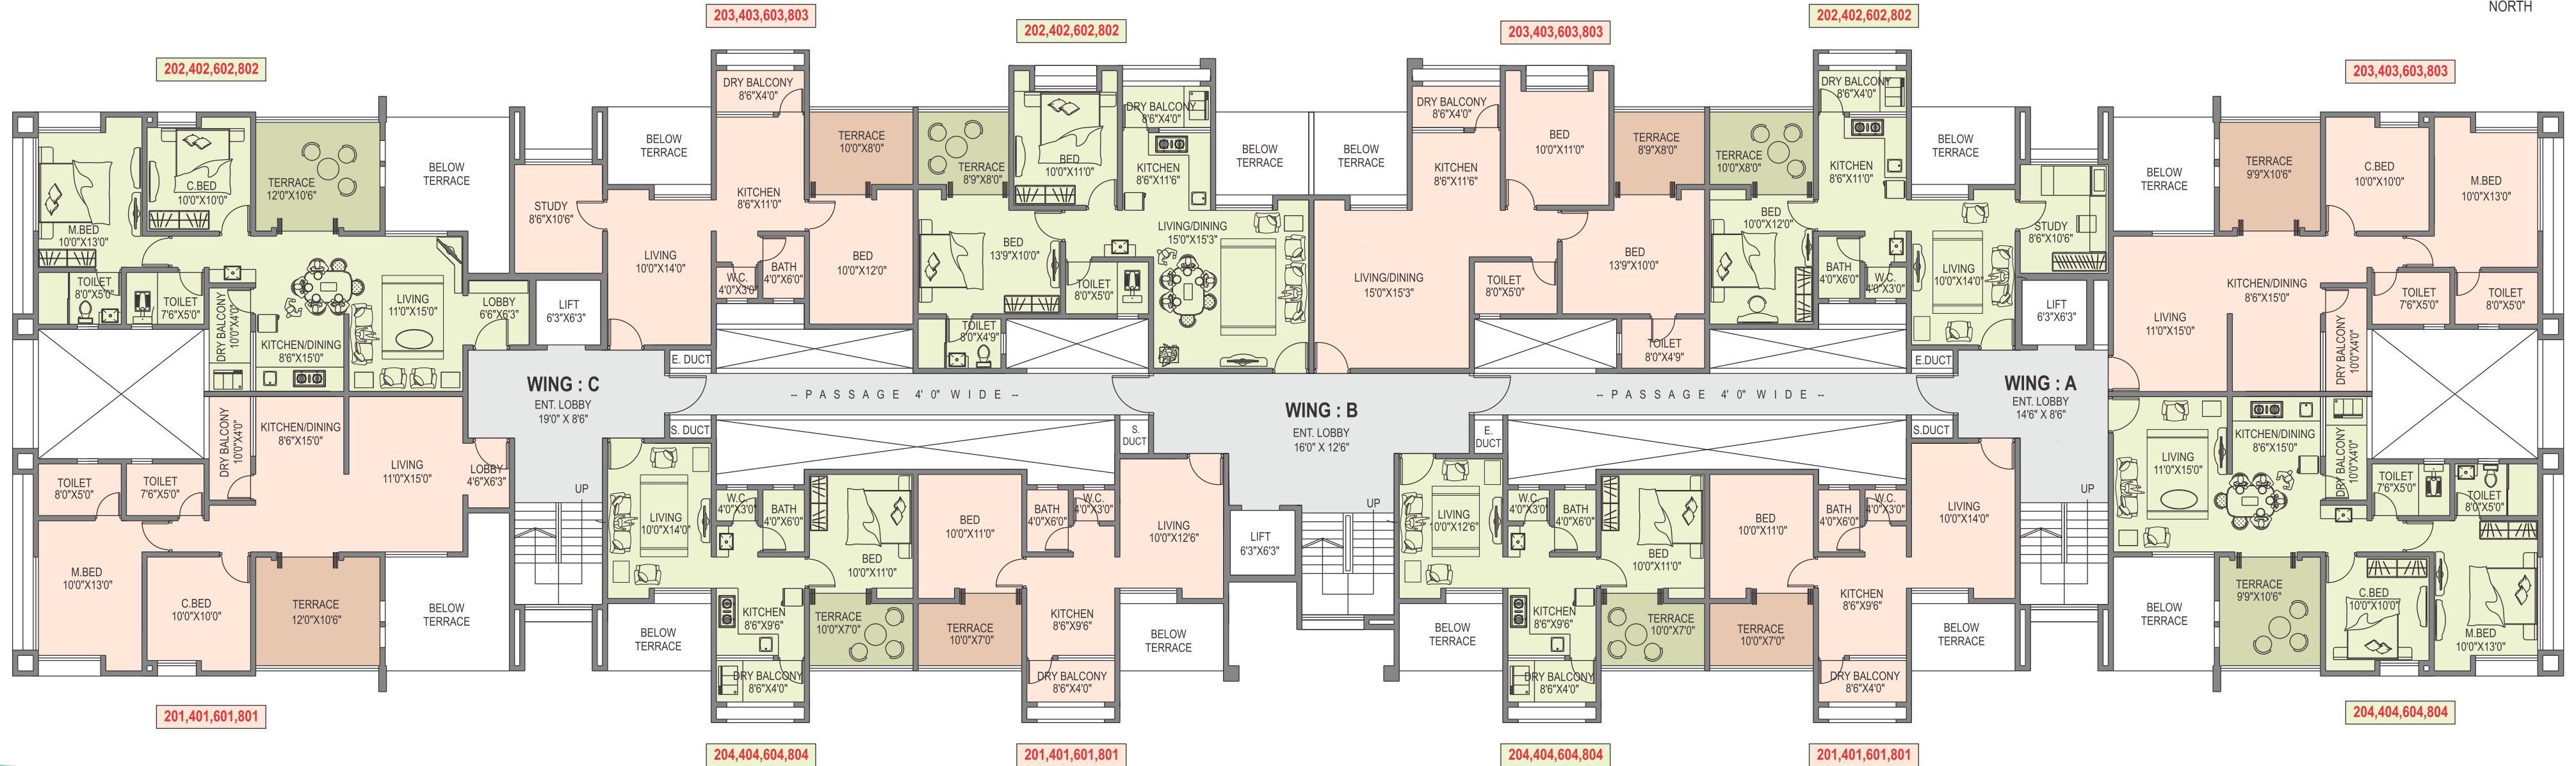 NORTH
203,403,603,803
202,402,602,802
202,402,602,802
203,403,603,803
202,402,602,802
203,403,603,803
M.BED
10'0"X13'0"
C.BED
10'0"X10'0"
TERRACE
12'0"X10'6"
BELOW
TERRACE
TOILET
8'0"X5'0"
TOILET
7'6"X5'0"
DRY BALCONY
10'0"X4'0"
KITCHEN/DINING
8'6"X15'0"
LIVING
11'0"X15'0"
LOBBY
6'6"X6'3"
LIFT
6'3"X6'3"
STUDY
8'6"X10'6"
BELOW
TERRACE
LIVING
10'0"X14'0"
DRY BALCONY
8'6"X4'0"
KITCHEN
8'6"X11'0"
W.C.
4'0"X3'0"
BATH
4'0"X6'0"
TERRACE
10'0"X8'0"
BED
10'0"X12'0"
TERRACE
8'9"X8'0"
BED
10'0"X11'0"
DRY BALCONY
8'6"X4'0"
KITCHEN
8'6"X11'6"
BED
13'9"X10'0"
TOILET
8'0"X4'9"
TOILET
8'0"X5'0"
LIVING/DINING
15'0"X15'3"
BELOW
TERRACE
BELOW
TERRACE
DRY BALCONY
8'6"X4'0"
KITCHEN
8'6"X11'6"
LIVING/DINING
15'0"X15'3"
BED
10'0"X11'0"
TOILET
8'0"X5'0"
TERRACE
8'9"X8'0"
BED
13'9"X10'0"
TOILET
8'0"X4'9"
TERRACE
10'0"X8'0"
BED
10'0"X12'0"
DRY BALCONY
8'6"X4'0"
KITCHEN
8'6"X11'0"
BATH
4'0"X6'0"
W.C.
4'0"X3'0"
BELOW
TERRACE
LIVING
10'0"X14'0"
STUDY
8'6"X10'6"
LIFT
6'3"X6'3"
BELOW
TERRACE
TERRACE
9'9"X10'6"
C.BED
10'0"X10'0"
M.BED
10'0"X13'0"
LIVING
11'0"X15'0"
KITCHEN/DINING
8'6"X15'0"
DRY BALCONY
10'0"X4'0"
TOILET
7'6"X5'0"
TOILET
8'0"X5'0"
WING : C
ENT. LOBBY
19'0" X 8'6"
E. DUCT
-- PASSAGE 4'0" WIDE --
S. DUCT
S.
DUCT
WING : B
ENT. LOBBY
16'0" X 12'6"
-- PASSAGE 4'0" WIDE --
E.
DUCT
E.DUCT
S.DUCT
WING : A
ENT. LOBBY
14'6" X 8'6"
TOILET
8'0"X5'0"
TOILET
7'6"X5'0"
DRY BALCONY
10'0"X4'0"
KITCHEN/DINING
8'6"X15'0"
LIVING
11'0"X15'0"
LOBBY
4'6"X6'3"
M.BED
10'0"X13'0"
C.BED
10'0"X10'0"
TERRACE
12'0"X10'6"
BELOW
TERRACE
UP
LIVING
10'0"X14'0"
W.C.
4'0"X3'0"
BATH
4'0"X6'0"
BED
10'0"X11'0"
KITCHEN
8'6"X9'6"
TERRACE
10'0"X7'0"
BELOW
TERRACE
DRY BALCONY
8'6"X4'0"
BED
10'0"X11'0"
BATH
4'0"X6'0"
W.C.
4'0"X3'0"
LIVING
10'0"X12'6"
TERRACE
10'0"X7'0"
KITCHEN
8'6"X9'6"
BELOW
TERRACE
DRY BALCONY
8'6"X4'0"
LIFT
6'3"X6'3"
UP
LIVING
10'0"X12'6"
W.C.
4'0"X3'0"
BATH
4'0"X6'0"
BED
10'0"X11'0"
KITCHEN
8'6"X9'6"
TERRACE
10'0"X7'0"
BELOW
TERRACE
DRY BALCONY
8'6"X4'0"
BED
10'0"X11'0"
BATH
4'0"X6'0"
W.C.
4'0"X3'0"
LIVING
10'0"X14'0"
TERRACE
10'0"X7'0"
KITCHEN
8'6"X9'6"
BELOW
TERRACE
DRY BALCONY
8'6"X4'0"
UP
LIVING
11'0"X15'0"
KITCHEN/DINING
8'6"X15'0"
DRY BALCONY
10'0"X4'0"
TOILET
7'6"X5'0"
TOILET
8'0"X5'0"
BELOW
TERRACE
TERRACE
9'9"X10'6"
C.BED
10'0"X10'0"
M.BED
10'0"X13'0"
201,401,601,801
204,404,604,804
201,401,601,801
204,404,604,804
201,401,601,801
204,404,604,804